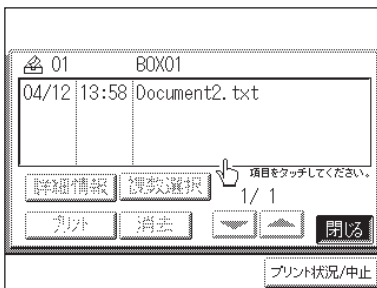 01 BOX01
04/12 13:58 Document2.txt
項目をタッチしてください。
詳細情報 複数選択
1/ 1
プリント 消去 閉じる
プリント状況/中止